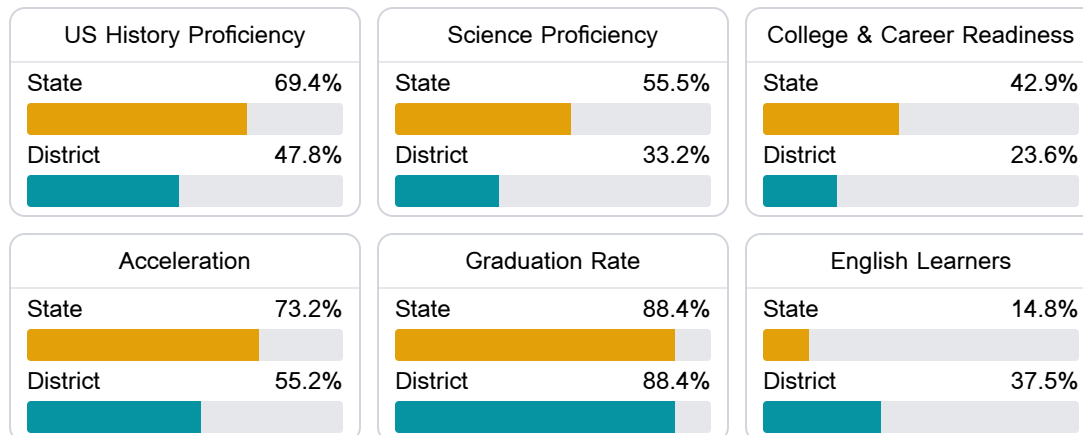 US History Proficiency
State 69.4%
District 47.8%
Science Proficiency
State 55.5%
District 33.2%
College & Career Readiness
State 42.9%
District 23.6%
Acceleration
State 73.2%
District 55.2%
Graduation Rate
State 88.4%
District 88.4%
English Learners
State 14.8%
District 37.5%